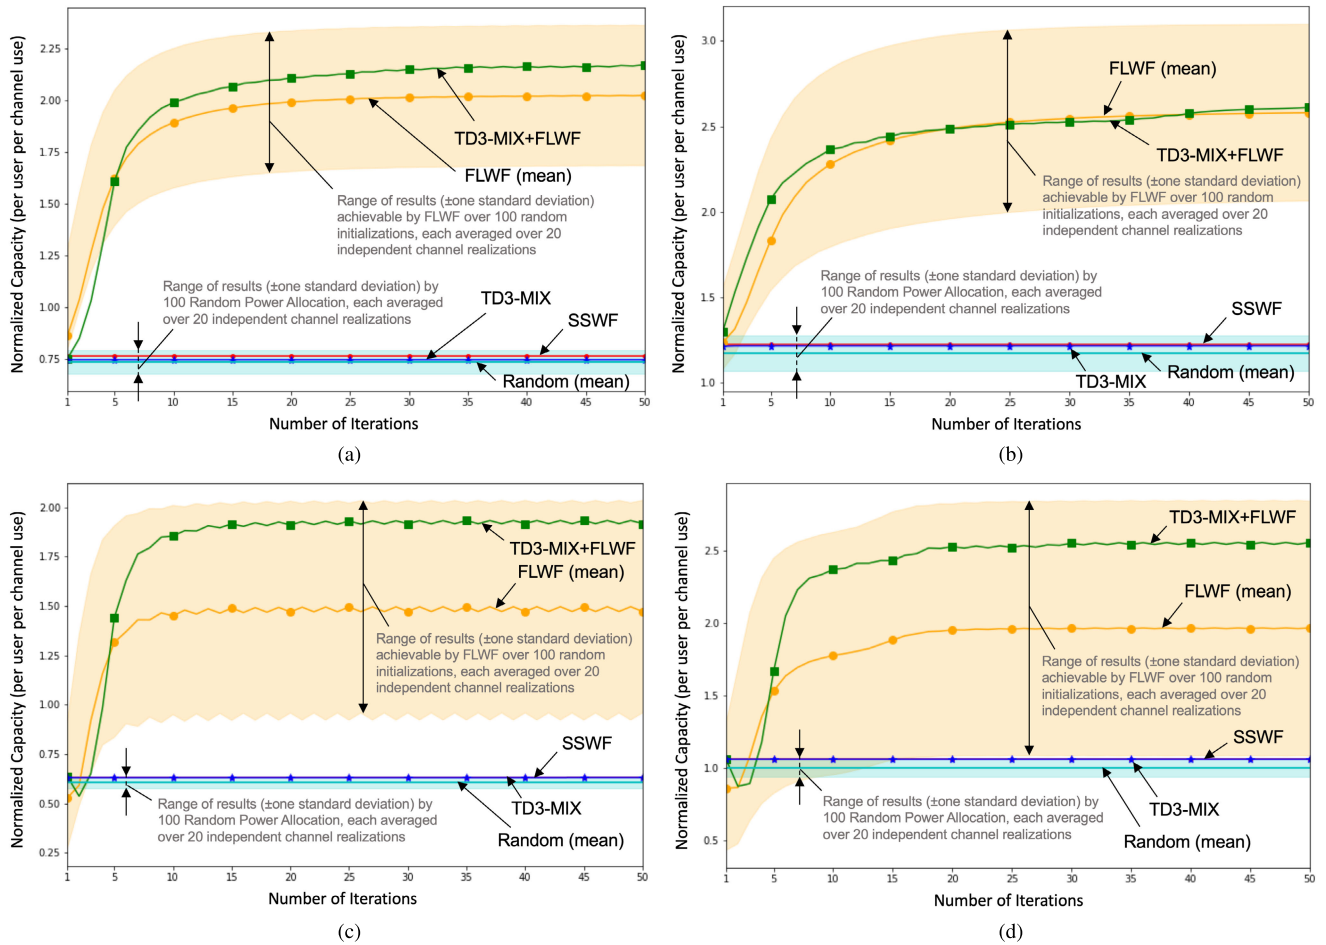 Normalized Capacity (per user per channel use)
2.25
2.00
1.75
1.50
1.25
1.00
0.75
TD3-MIX+FLWF
FLWF (mean)
Range of results (±one standard deviation)
achievable by FLWF over 100 random
initializations, each averaged over 20
independent channel realizations
Range of results (±one standard deviation) by
100 Random Power Allocation, each averaged
over 20 independent channel realizations
TD3-MIX
SSWF
Random (mean)
1 5 10 15 20 25 30 35 40 45 50
Number of Iterations
(a)
Normalized Capacity (per user per channel use)
3.0
2.5
2.0
1.5
1.0
FLWF (mean)
TD3-MIX+FLWF
Range of results (±one standard deviation)
achievable by FLWF over 100 random
initializations, each averaged over 20
independent channel realizations
Range of results (±one standard deviation) by
100 Random Power Allocation, each averaged
over 20 independent channel realizations
SSWF
Random (mean)
TD3-MIX
1 5 10 15 20 25 30 35 40 45 50
Number of Iterations
(b)
Normalized Capacity (per user per channel use)
2.00
1.75
1.50
1.25
1.00
0.75
0.50
0.25
TD3-MIX+FLWF
FLWF (mean)
Range of results (±one standard deviation)
achievable by FLWF over 100 random
initializations, each averaged over 20
independent channel realizations
SSWF
Range of results (±one standard deviation) by
100 Random Power Allocation, each averaged
over 20 independent channel realizations
TD3-MIX
Random (mean)
1 5 10 15 20 25 30 35 40 45 50
Number of Iterations
(c)
Normalized Capacity (per user per channel use)
2.5
2.0
1.5
1.0
0.5
TD3-MIX+FLWF
FLWF (mean)
Range of results (±one standard deviation)
achievable by FLWF over 100 random
initializations, each averaged over 20
independent channel realizations
SSWF
Range of results (±one standard deviation) by
100 Random Power Allocation, each averaged
over 20 independent channel realizations
TD3-MIX
Random (mean)
1 5 10 15 20 25 30 35 40 45 50
Number of Iterations
(d)